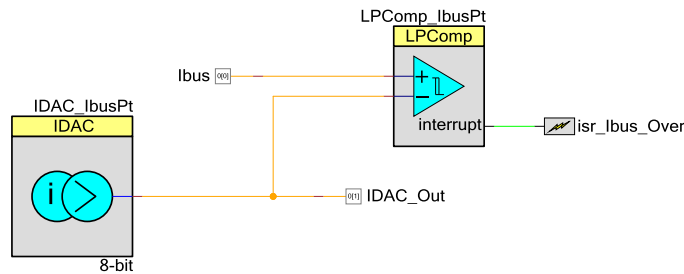 LPComp_IbusPt
LPComp
Ibus
0[0]
+
−
interrupt
isr_Ibus_Over
IDAC_IbusPt
IDAC
i
0[1]
IDAC_Out
8-bit